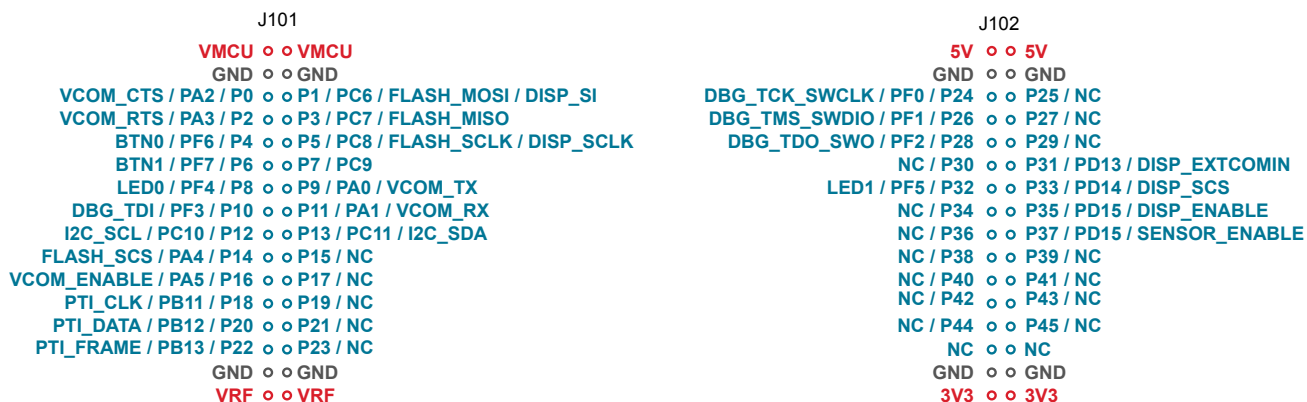 J101
VMCU VMCU
GND GND
VCOM_CTS / PA2 / P0 P1 / PC6 / FLASH_MOSI / DISP_SI
VCOM_RTS / PA3 / P2 P3 / PC7 / FLASH_MISO
BTN0 / PF6 / P4 P5 / PC8 / FLASH_SCLK / DISP_SCLK
BTN1 / PF7 / P6 P7 / PC9
LED0 / PF4 / P8 P9 / PA0 / VCOM_TX
DBG_TDI / PF3 / P10 P11 / PA1 / VCOM_RX
I2C_SCL / PC10 / P12 P13 / PC11 / I2C_SDA
FLASH_SCS / PA4 / P14 P15 / NC
VCOM_ENABLE / PA5 / P16 P17 / NC
PTI_CLK / PB11 / P18 P19 / NC
PTI_DATA / PB12 / P20 P21 / NC
PTI_FRAME / PB13 / P22 P23 / NC
GND GND
VRF VRF
J102
5V 5V
GND GND
DBG_TCK_SWCLK / PF0 / P24 P25 / NC
DBG_TMS_SWDIO / PF1 / P26 P27 / NC
DBG_TDO_SWO / PF2 / P28 P29 / NC
NC / P30 P31 / PD13 / DISP_EXTCOMIN
LED1 / PF5 / P32 P33 / PD14 / DISP_SCS
NC / P34 P35 / PD15 / DISP_ENABLE
NC / P36 P37 / PD15 / SENSOR_ENABLE
NC / P38 P39 / NC
NC / P40 P41 / NC
NC / P42 P43 / NC
NC / P44 P45 / NC
NC NC
GND GND
3V3 3V3